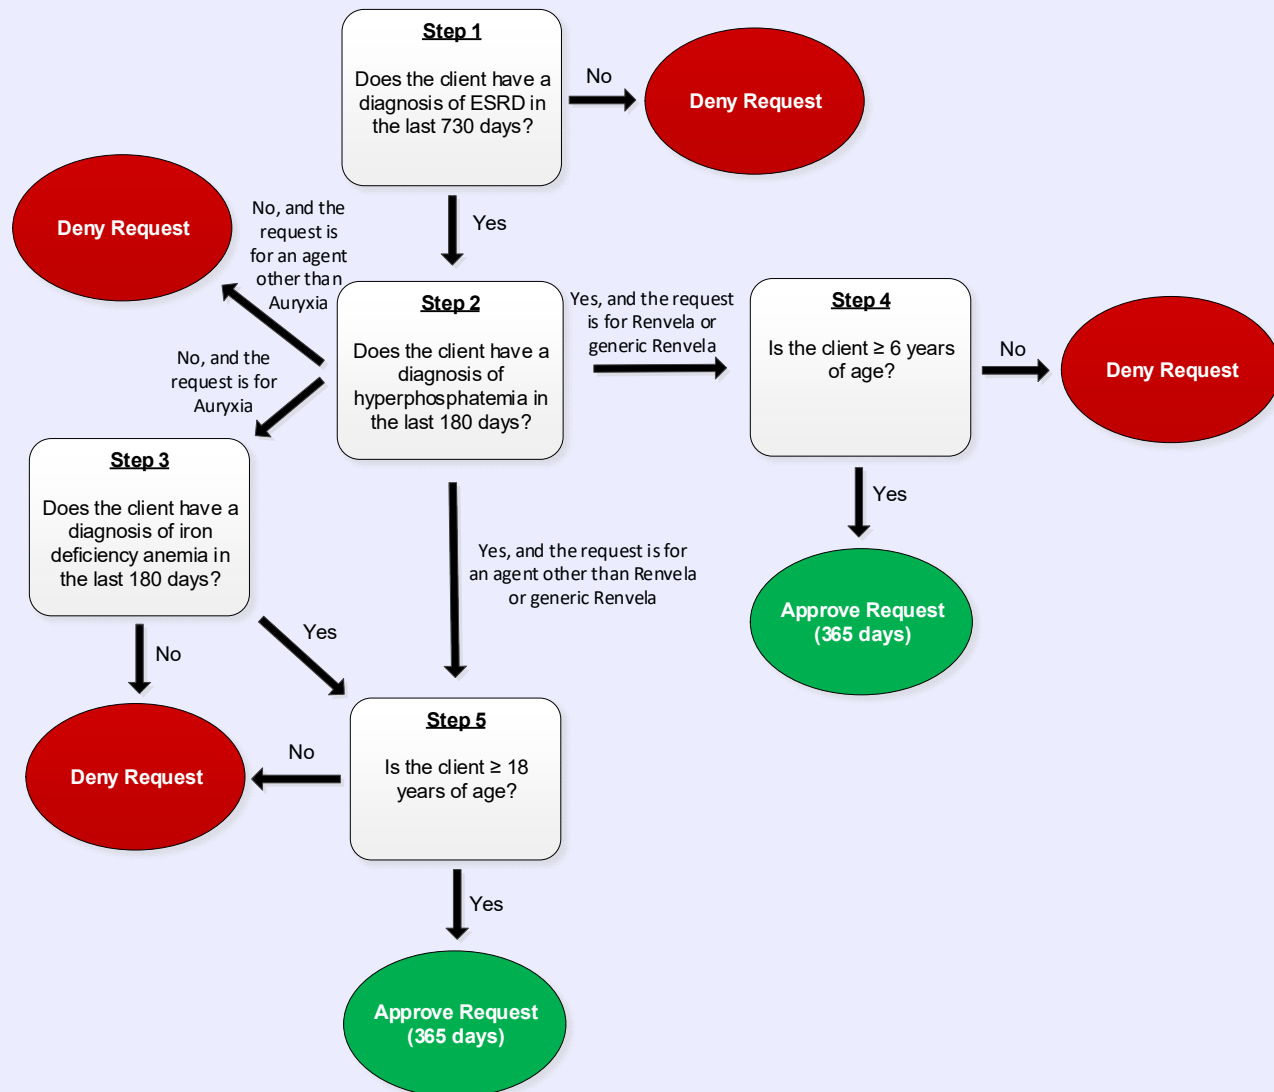 Step 1
Does the client have a
diagnosis of ESRD in
the last 730 days?
No
Deny Request
Yes
Deny Request
No, and the
request is
for an agent
other than
Auryxia
No, and the
request is for
Auryxia
Step 2
Does the client have a
diagnosis of
hyperphosphatemia in
the last 180 days?
Yes, and the request
is for Renvela or
generic Renvela
Step 4
Is the client ≥ 6 years
of age?
No
Deny Request
Yes
Approve Request
(365 days)
Step 3
Does the client have a
diagnosis of iron
deficiency anemia in
the last 180 days?
Yes
No
Yes, and the request is for
an agent other than Renvela
or generic Renvela
Deny Request
No
Step 5
Is the client ≥ 18
years of age?
Yes
Approve Request
(365 days)